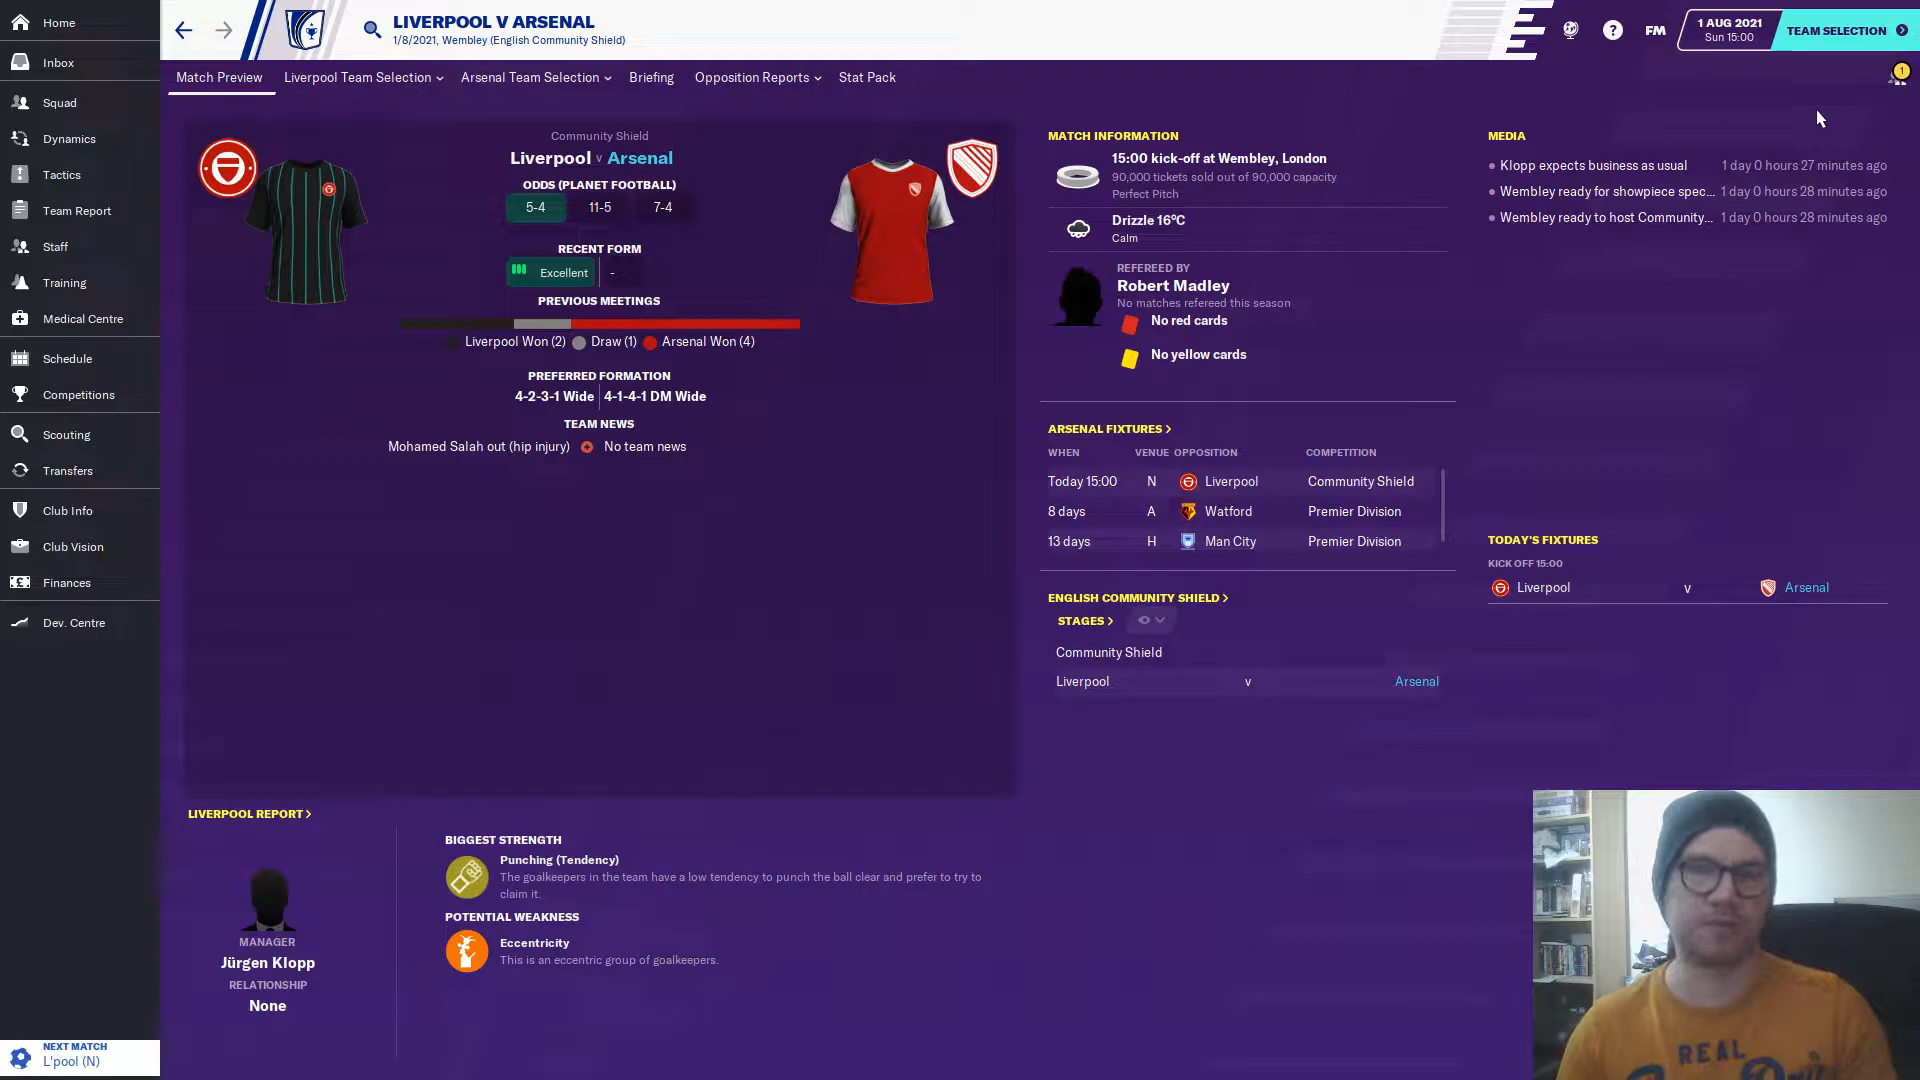 Home
Inbox
Squad
Dynamics
Tactics
Team Report
Staff
Training
Medical Centre
Schedule
Competitions
Scouting
Transfers
Club Info
Club Vision
Finances
Dev. Centre
NEXT MATCH
L'pool (N)
LIVERPOOL V ARSENAL
1/8/2021, Wembley (English Community Shield)
FM
1 AUG 2021
Sun 15:00
TEAM SELECTION
Match Preview Liverpool Team Selection Arsenal Team Selection Briefing Opposition Reports Stat Pack
1
Community Shield
Liverpool v Arsenal
ODDS (PLANET FOOTBALL)
5-4 11-5 7-4
RECENT FORM
Excellent -
PREVIOUS MEETINGS
Liverpool Won (2) Draw (1) Arsenal Won (4)
PREFERRED FORMATION
4-2-3-1 Wide 4-1-4-1 DM Wide
TEAM NEWS
Mohamed Salah out (hip injury) No team news
MATCH INFORMATION
15:00 kick-off at Wembley, London
90,000 tickets sold out of 90,000 capacity
Perfect Pitch
Drizzle 16°C
Calm
REFEREED BY
Robert Madley
No matches refereed this season
No red cards
No yellow cards
ARSENAL FIXTURES >
WHEN VENUE OPPOSITION COMPETITION
Today 15:00 N Liverpool Community Shield
8 days A Watford Premier Division
13 days H Man City Premier Division
ENGLISH COMMUNITY SHIELD >
STAGES >
Community Shield
Liverpool v Arsenal
MEDIA
Klopp expects business as usual 1 day 0 hours 27 minutes ago
Wembley ready for showpiece spec... 1 day 0 hours 28 minutes ago
Wembley ready to host Community... 1 day 0 hours 28 minutes ago
TODAY'S FIXTURES
KICK OFF 15:00
Liverpool v Arsenal
LIVERPOOL REPORT >
MANAGER
Jürgen Klopp
RELATIONSHIP
None
BIGGEST STRENGTH
Punching (Tendency)
The goalkeepers in the team have a low tendency to punch the ball clear and prefer to try to
claim it.
POTENTIAL WEAKNESS
Eccentricity
This is an eccentric group of goalkeepers.
REAL